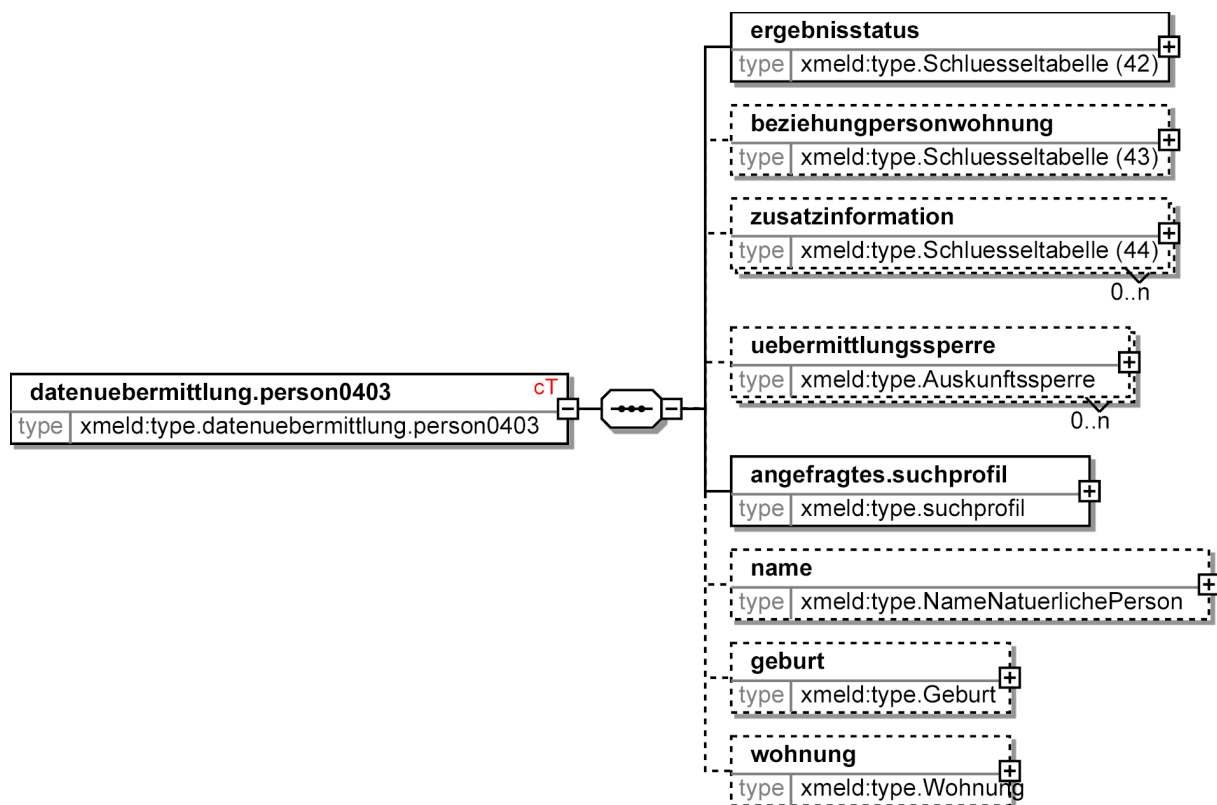 ergebnisstatus
type xmeld:type.Schluesseltabelle (42)
beziehungpersonwohnung
type xmeld:type.Schluesseltabelle (43)
zusatzinformation
type xmeld:type.Schluesseltabelle (44)
0..n
uebermittlungssperre
type xmeld:type.Auskunftssperre
0..n
datenuebermittlung.person0403 cT
type xmeld:type.datenuebermittlung.person0403
angefragtes.suchprofil
type xmeld:type.suchprofil
name
type xmeld:type.NameNatuerlichePerson
geburt
type xmeld:type.Geburt
wohnung
type xmeld:type.Wohnung